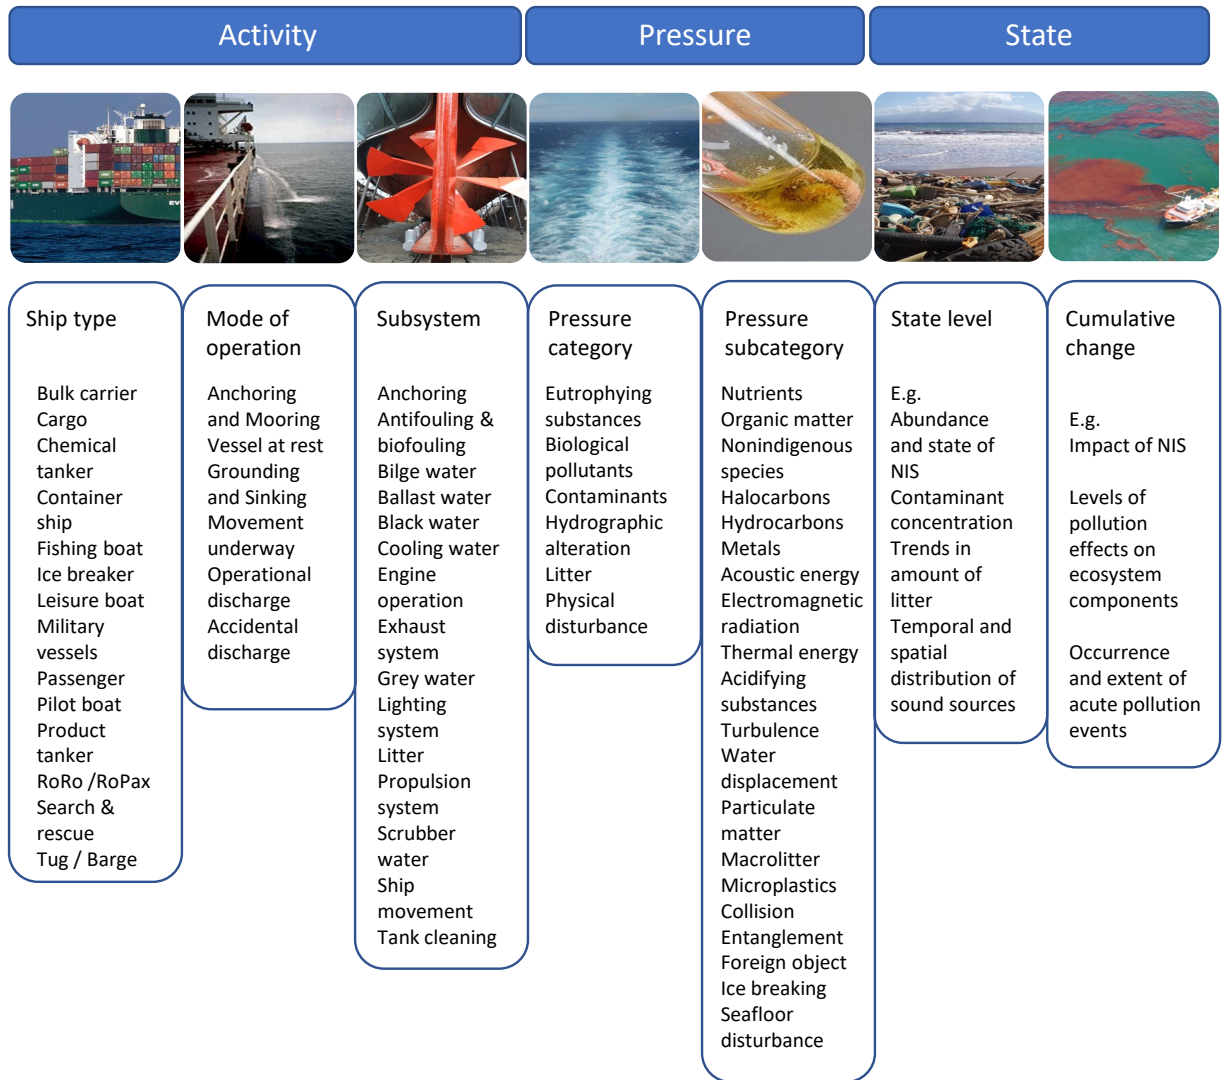 Activity
Pressure
State
EV
Ship type
Bulk carrier
Cargo
Chemical
tanker
Container
ship
Fishing boat
Ice breaker
Leisure boat
Military
vessels
Passenger
Pilot boat
Product
tanker
RoRo /RoPax
Search &
rescue
Tug / Barge
Mode of
operation
Anchoring
and Mooring
Vessel at rest
Grounding
and Sinking
Movement
underway
Operational
discharge
Accidental
discharge
Subsystem
Anchoring
Antifouling &
biofouling
Bilge water
Ballast water
Black water
Cooling water
Engine
operation
Exhaust
system
Grey water
Lighting
system
Litter
Propulsion
system
Scrubber
water
Ship
movement
Tank cleaning
Pressure
category
Eutrophying
substances
Biological
pollutants
Contaminants
Hydrographic
alteration
Litter
Physical
disturbance
Pressure
subcategory
Nutrients
Organic matter
Nonindigenous
species
Halocarbons
Hydrocarbons
Metals
Acoustic energy
Electromagnetic
radiation
Thermal energy
Acidifying
substances
Turbulence
Water
displacement
Particulate
matter
Macrolitter
Microplastics
Collision
Entanglement
Foreign object
Ice breaking
Seafloor
disturbance
State level
E.g.
Abundance
and state of
NIS
Contaminant
concentration
Trends in
amount of
litter
Temporal and
spatial
distribution of
sound sources
Cumulative
change
E.g.
Impact of NIS
Levels of
pollution
effects on
ecosystem
components
Occurrence
and extent of
acute pollution
events